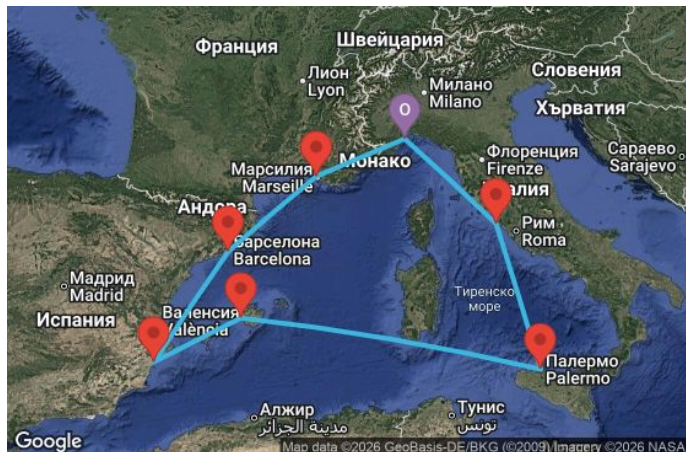 Франция
Швейцария
Лион
Lyon
Милано
Milano
Словения
Хърватия
O
Марсилия
Marseille
Монако
Флоренция
Firenze
Сараево
Sarajevo
Андора
Барселона
Barcelona
Рим
Roma
Мадрид
Madrid
Валенсия
València
Испания
Тиренско
море
Палермо
Palermo
Алжир
مدينة الجزائر
Тунис
تونس
Google
Map data ©2026 GeoBasis-DE/BKG (©2009) Imagery ©2026 NASA